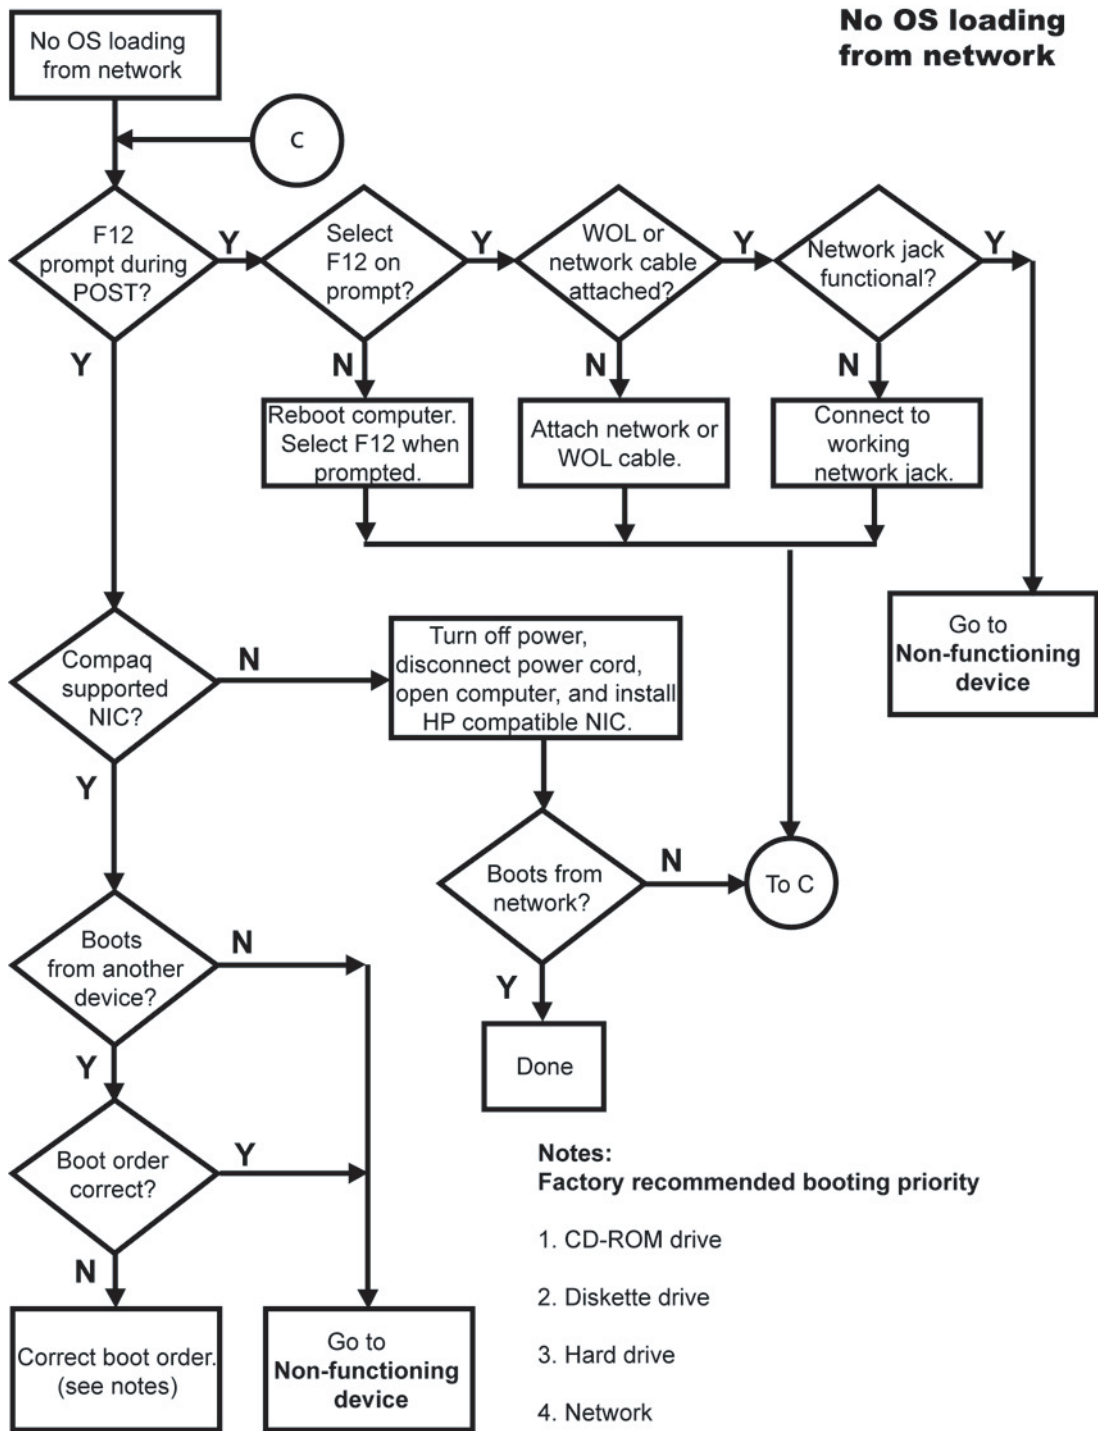 No OS loading
from network
No OS loading
from network
C
F12
prompt during
POST?
Y
Select
F12 on
prompt?
Y
WOL or
network cable
attached?
Y
Network jack
functional?
Y
Y
N
N
N
Reboot computer.
Select F12 when
prompted.
Attach network or
WOL cable.
Connect to
working
network jack.
Go to
Non-functioning
device
Compaq
supported
NIC?
N
Turn off power,
disconnect power cord,
open computer, and install
HP compatible NIC.
Y
Boots from
network?
N
To C
Y
Done
Boots
from another
device?
N
Y
Boot order
correct?
Y
N
Correct boot order.
(see notes)
Go to
Non-functioning
device
Notes:
Factory recommended booting priority
1. CD-ROM drive
2. Diskette drive
3. Hard drive
4. Network